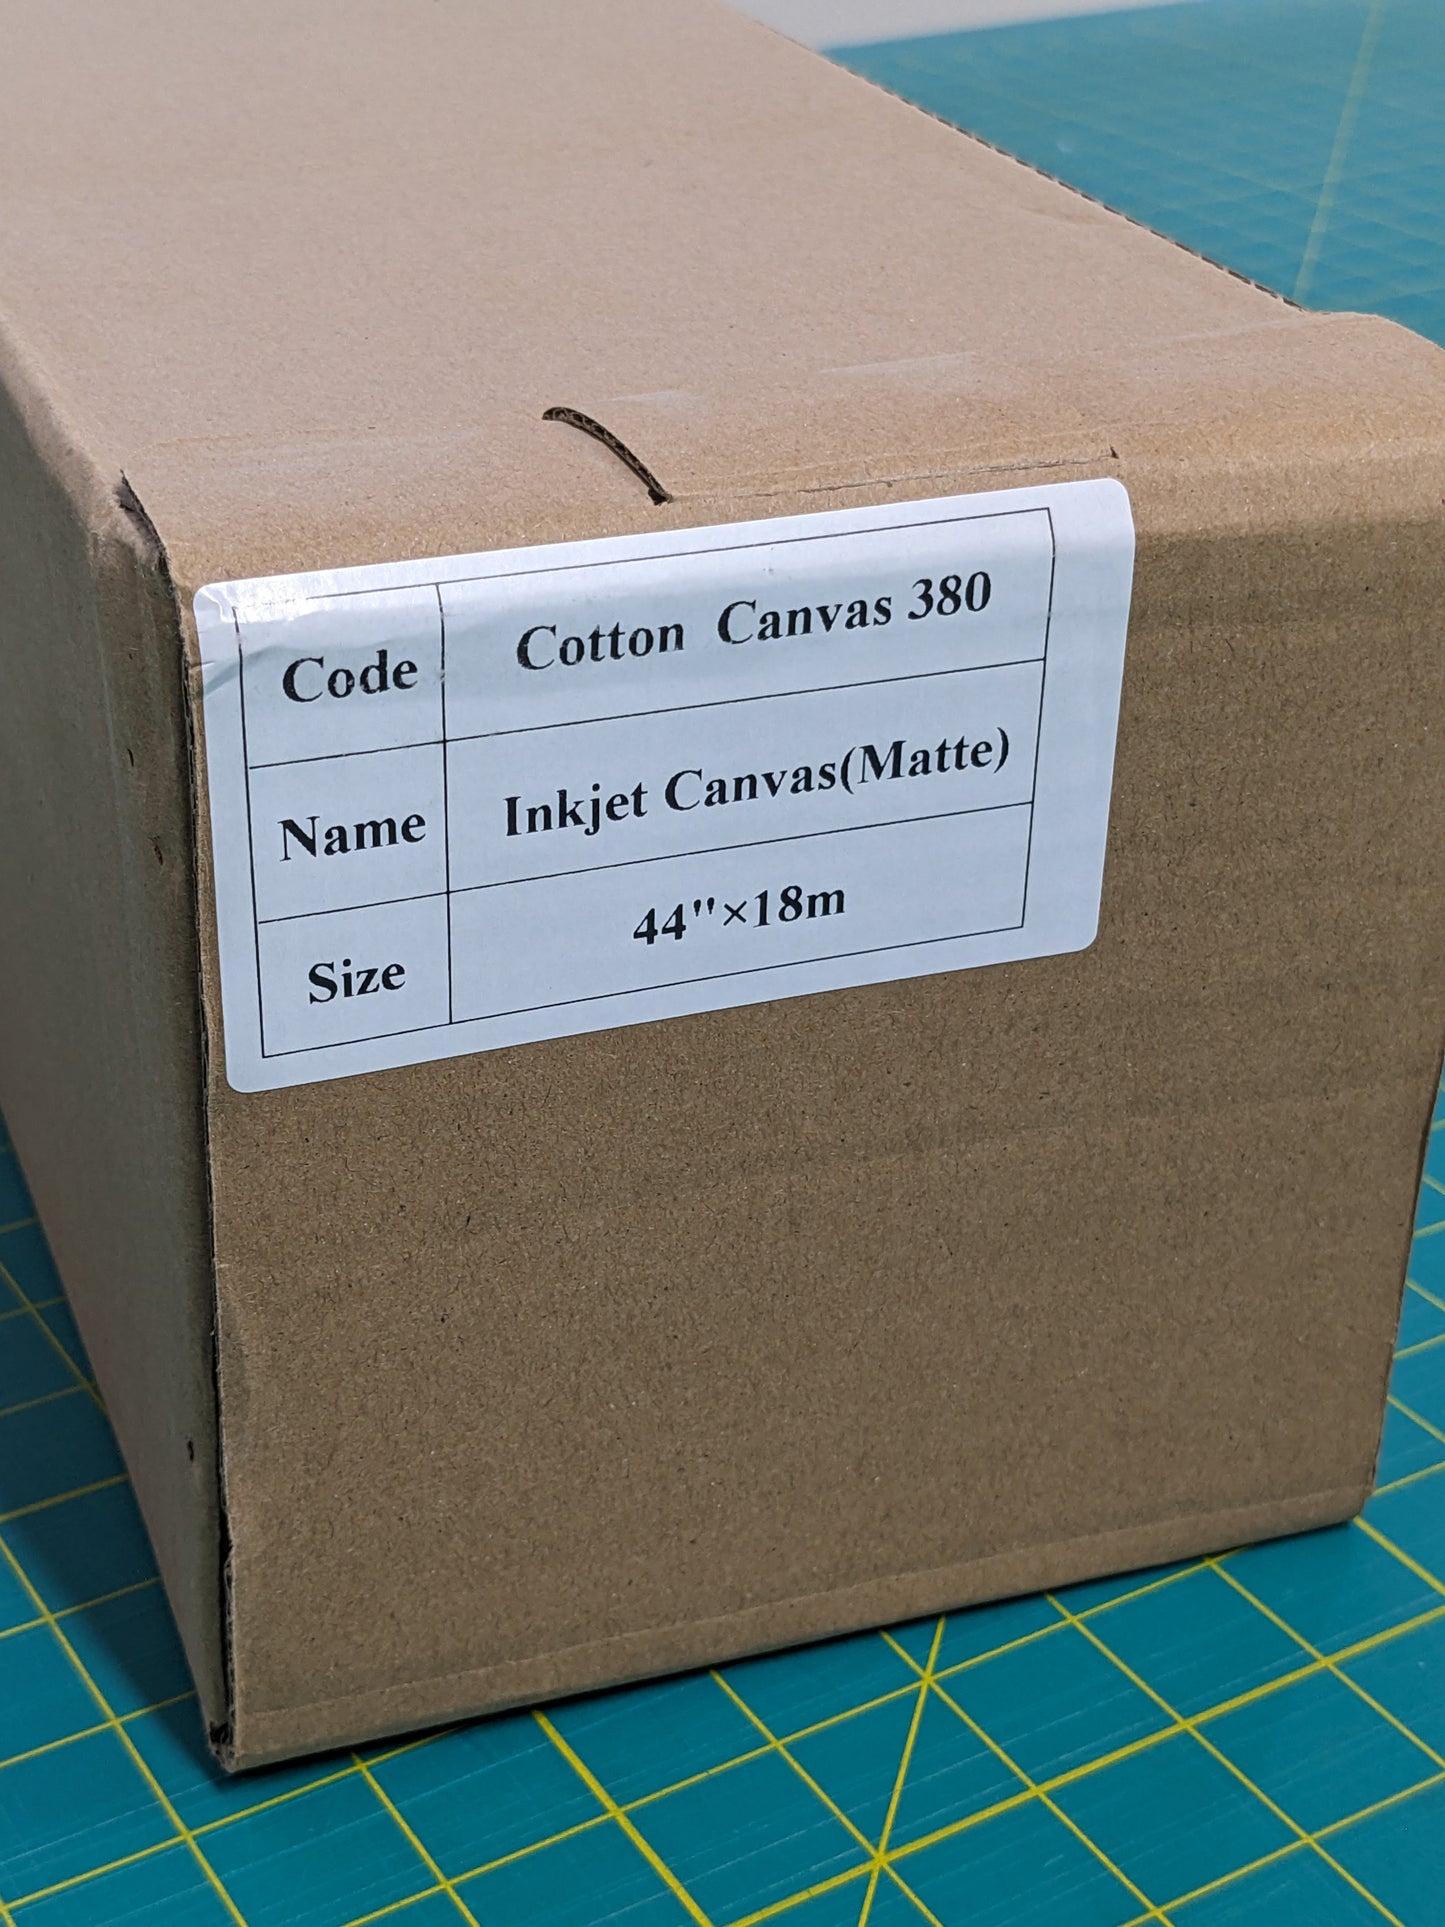 Code Cotton Canvas 380
Name Inkjet Canvas(Matte)
Size 44"×18m